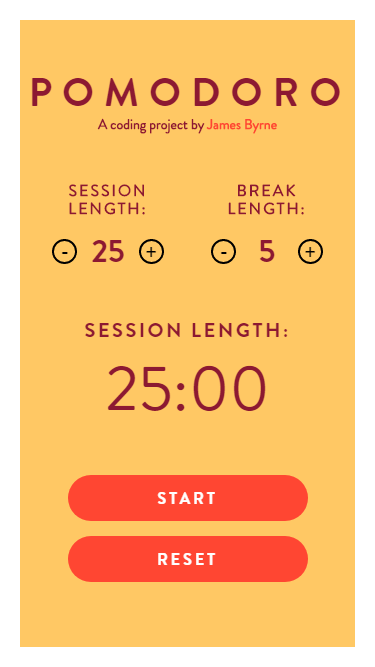 POMODORO
A coding project by James Byrne
SESSION
LENGTH:
- 25 +
BREAK
LENGTH:
- 5 +
SESSION LENGTH:
25:00
START
RESET